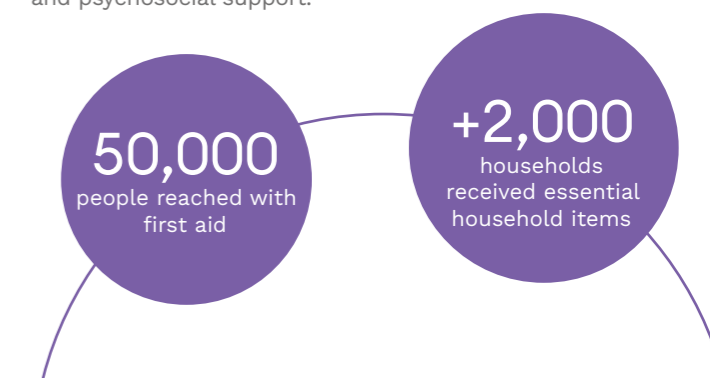 and psychosocial support.
50,000
people reached with
first aid
+2,000
households
received essential
household items